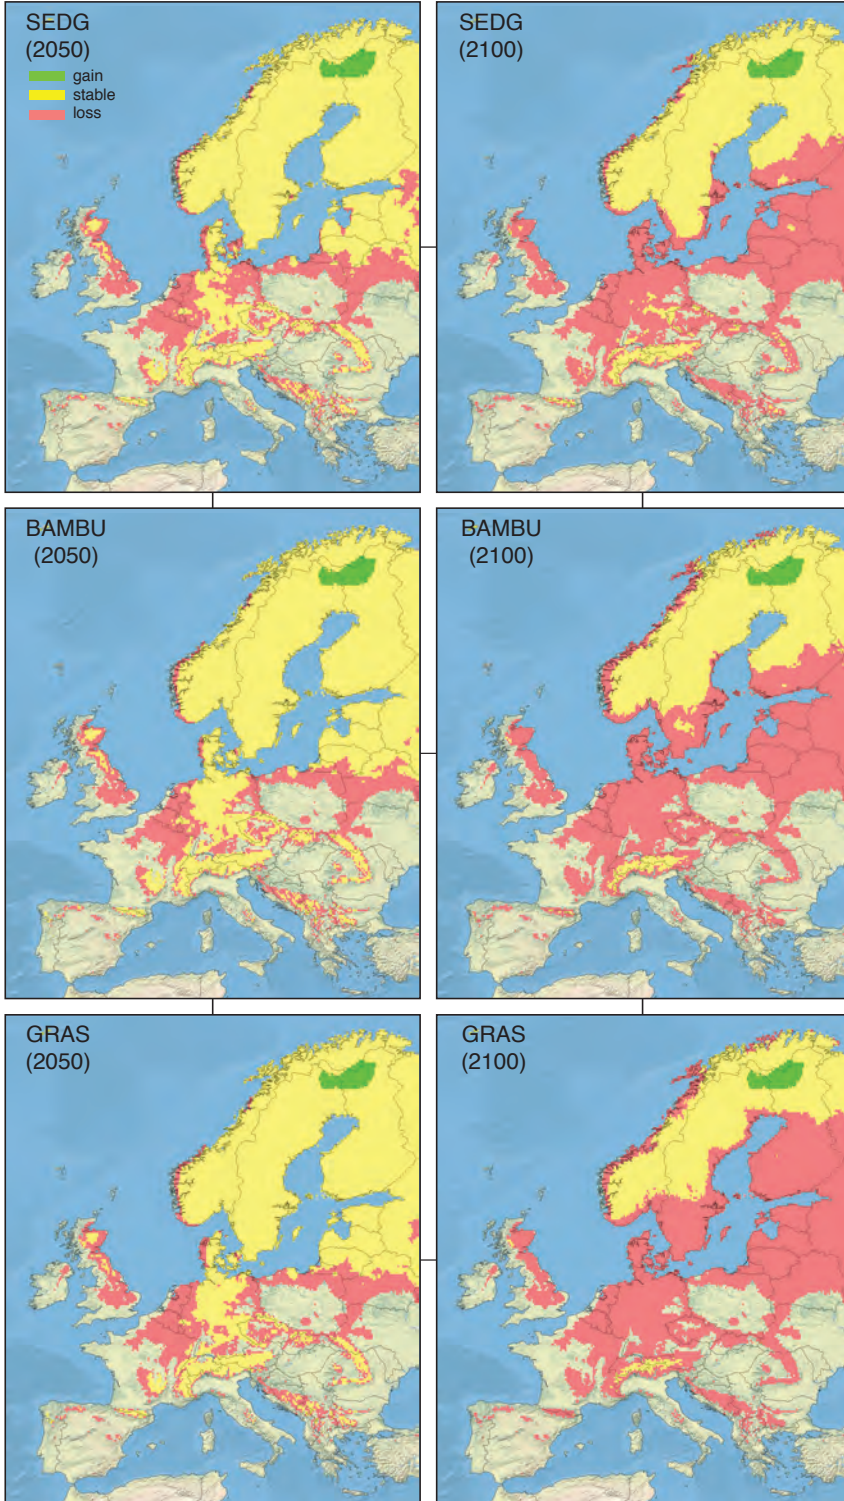 SEDG
(2050)
gain
stable
loss
SEDG
(2100)
BAMBU
(2050)
BAMBU
(2100)
GRAS
(2050)
GRAS
(2100)